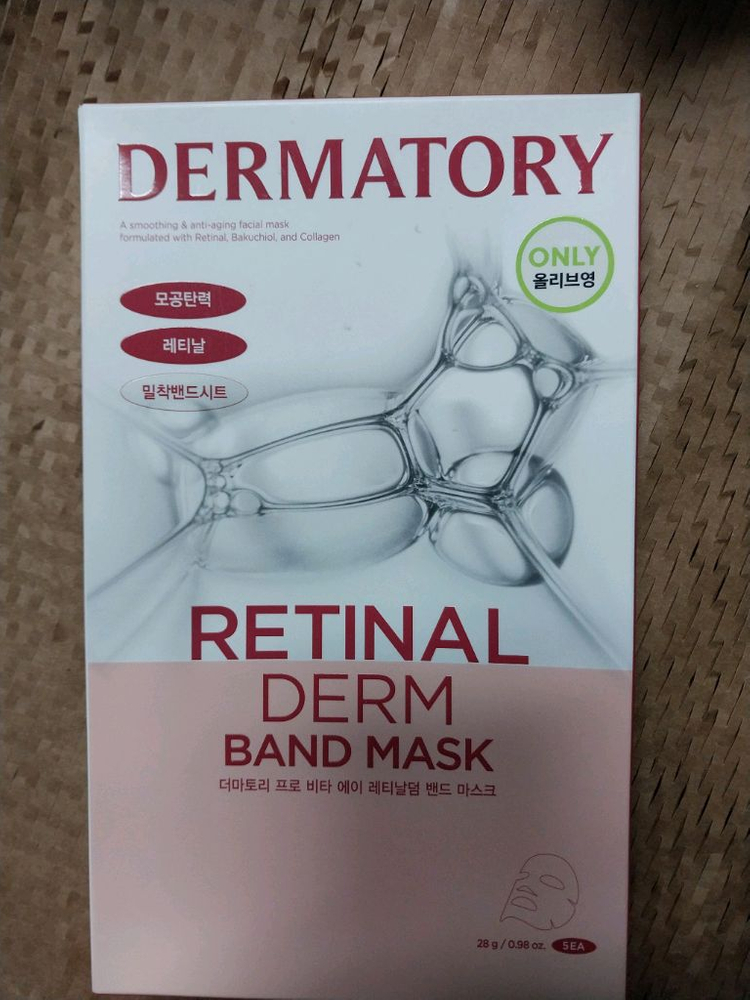 DERMATORY
A smoothing & anti-aging facial mask
formulated with Retinal, Bakuchiol, and Collagen
ONLY
올리브영
모공탄력
레티날
밀착밴드시트
RETINAL
DERM
BAND MASK
더마토리 프로 비타 에이 레티날덤 밴드 마스크
28 g / 0.98 oz. 5EA